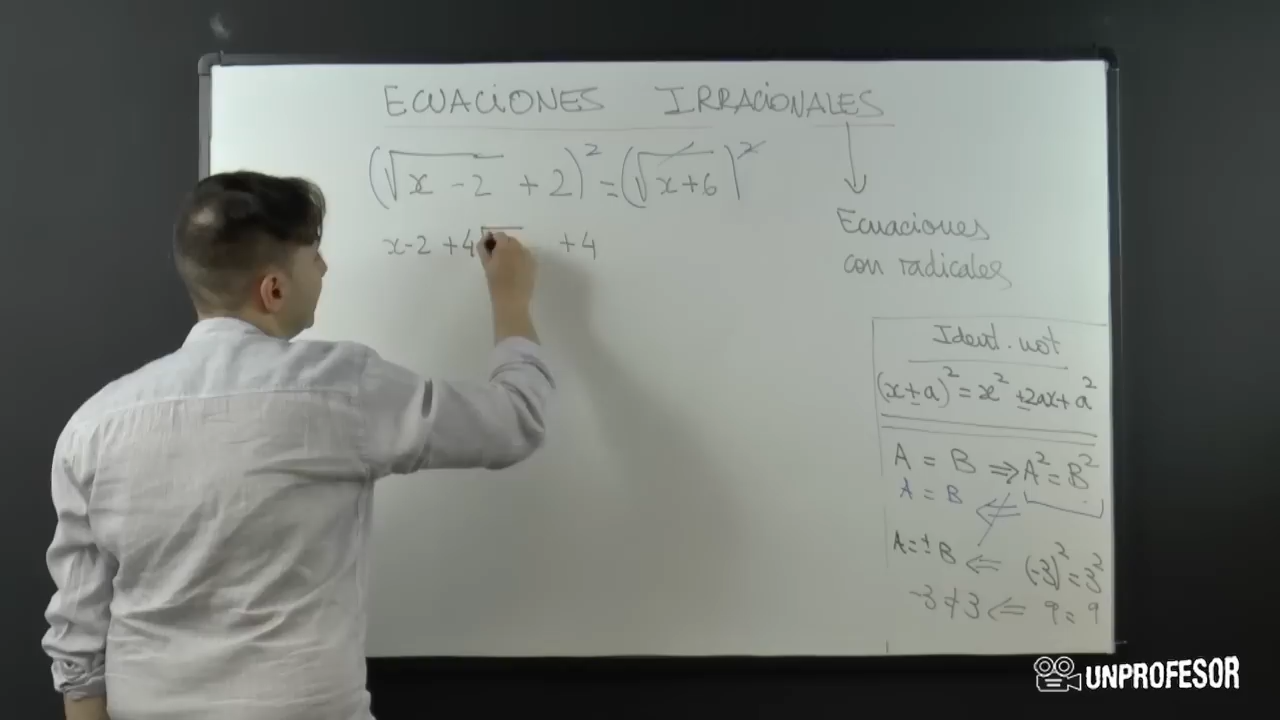 ECUACIONES IRRACIONALES
(√x-2 + 2)² = (√x+6)²
x-2 +4√ +4
Ecuaciones
con radicales
Ident. not
(x±a)² = x² ±2ax+a²
A = B ⇒ A² = B²
A = B ⇍
A=±B ⇐ (-3)² = 3²
-3≠3 ⇐ 9 = 9
UNPROFESOR